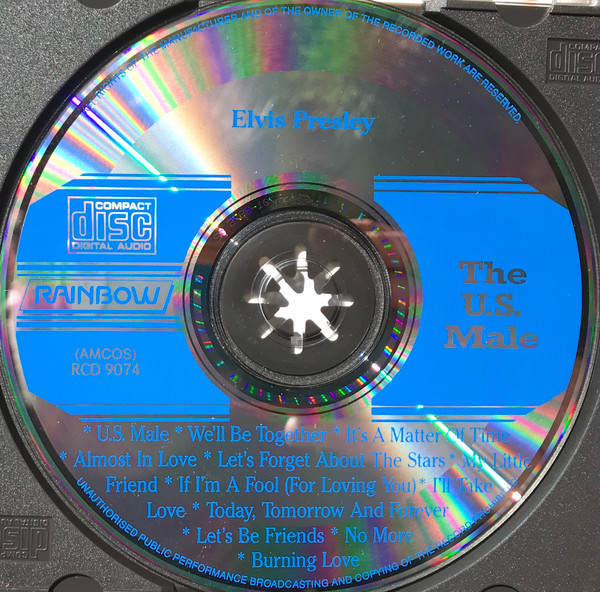 ALL RIGHTS OF THE MANUFACTURER AND OF THE OWNER OF THE RECORDED WORK ARE RESERVED.
COMPACT
disc
DIGITAL AUDIO
Elvis Presley
COMPACT
disc
DIGITAL AUDIO
RAINBOW
(AMCOS)
RCD 9074
The
U.S.
Male
* U.S. Male * We'll Be Together * It's A Matter Of Time
* Almost In Love * Let's Forget About The Stars * My Little
Friend * If I'm A Fool (For Loving You) * I'll Take
Love * Today, Tomorrow And Forever
* Let's Be Friends * No More
* Burning Love
UNAUTHORISED PUBLIC PERFORMANCE BROADCASTING AND COPYING OF THE RECORD PROHIBITED
disc